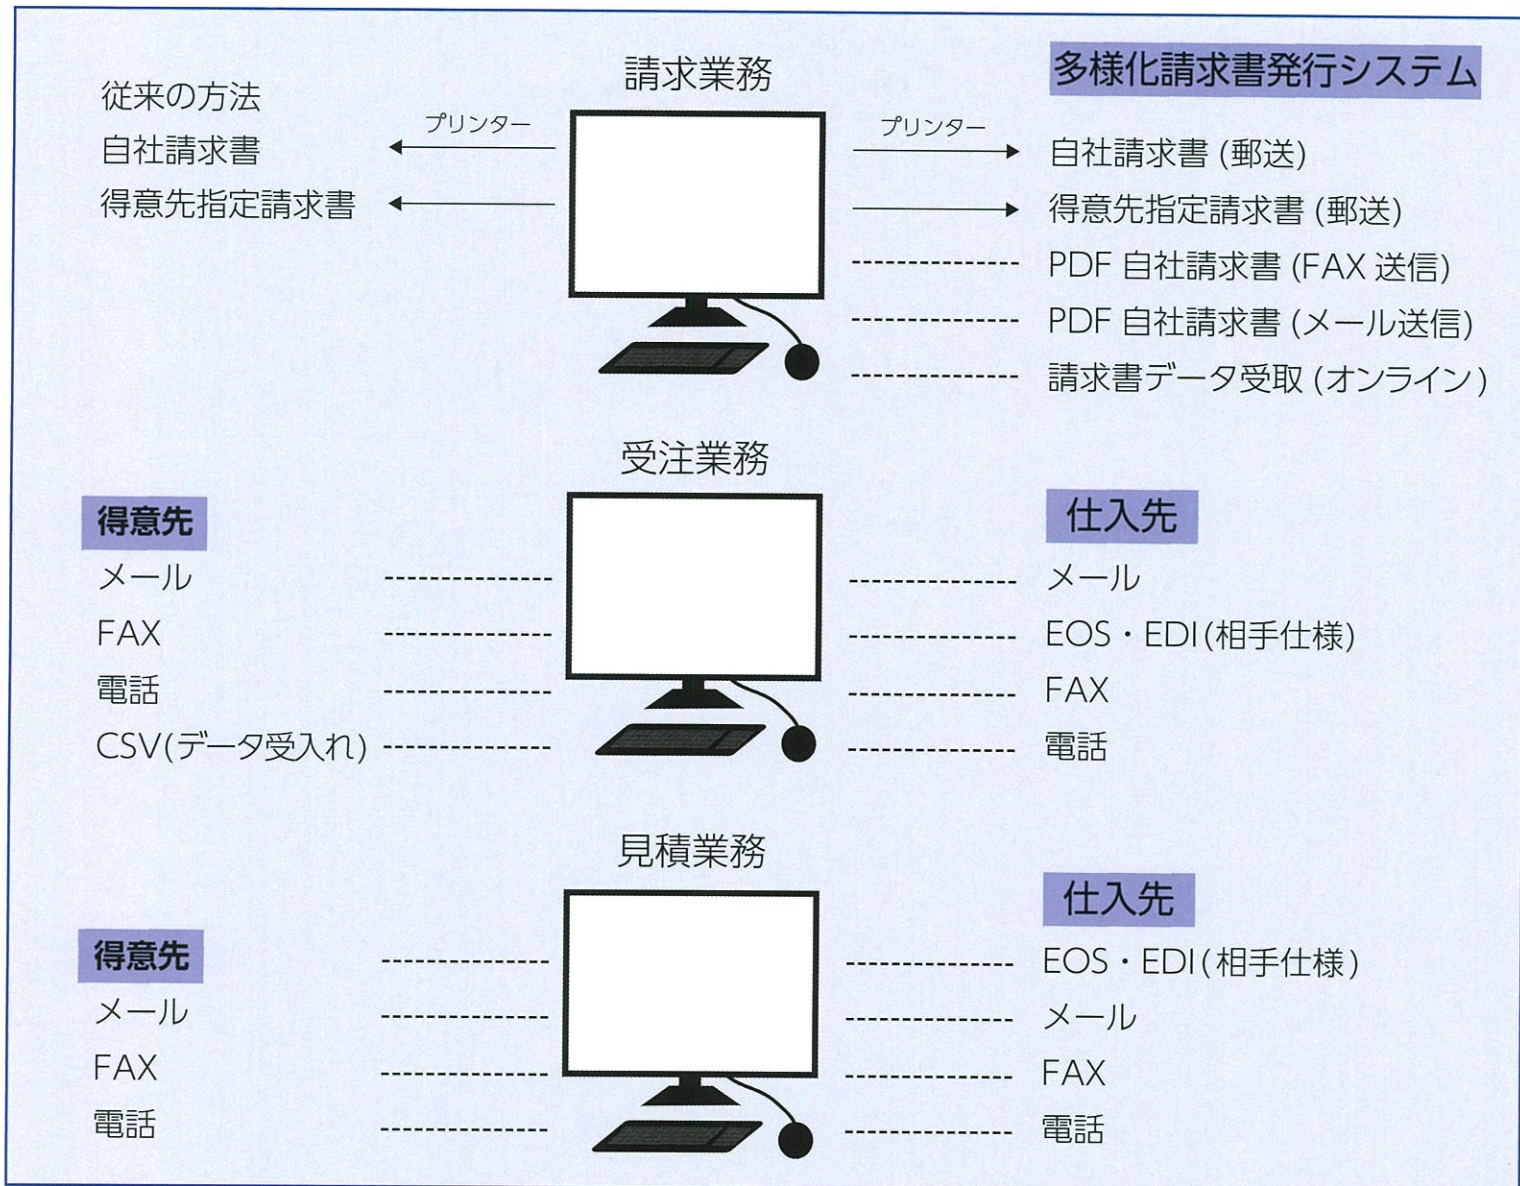 請求業務
従来の方法
プリンター
自社請求書
得意先指定請求書
多様化請求書発行システム
プリンター
自社請求書 (郵送)
得意先指定請求書 (郵送)
PDF 自社請求書 (FAX 送信)
PDF 自社請求書 (メール送信)
請求書データ受取 (オンライン)
受注業務
得意先
メール
FAX
電話
CSV(データ受入れ)
仕入先
メール
EOS・EDI(相手仕様)
FAX
電話
見積業務
得意先
メール
FAX
電話
仕入先
EOS・EDI(相手仕様)
メール
FAX
電話